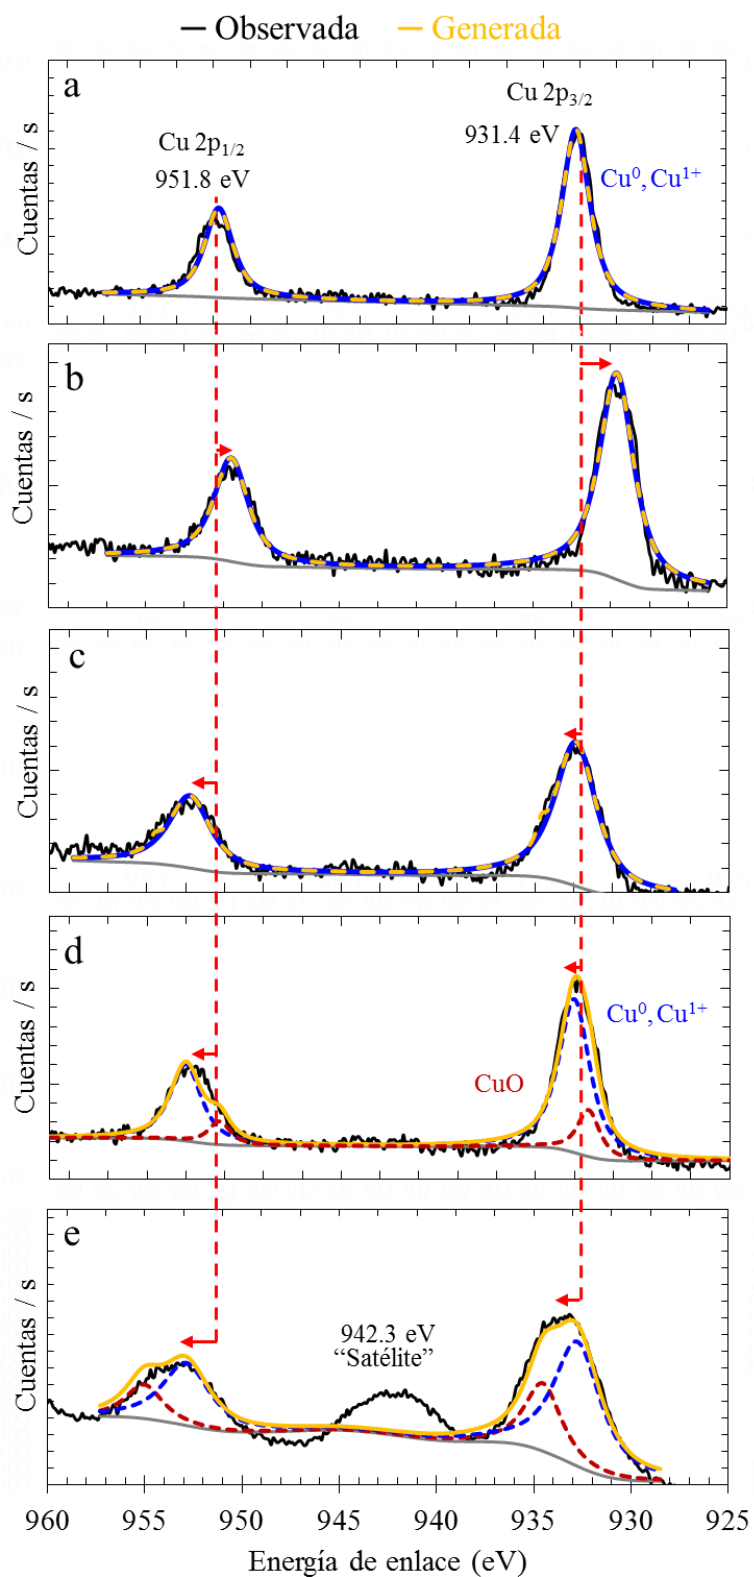 Observada Generada
a
Cu 2p1/2
951.8 eV
Cu 2p3/2
931.4 eV
Cu0, Cu1+
Cuentas / s
b
Cuentas / s
c
Cuentas / s
d
Cu0, Cu1+
CuO
Cuentas / s
e
942.3 eV
“Satélite”
Cuentas / s
960 955 950 945 940 935 930 925
Energía de enlace (eV)